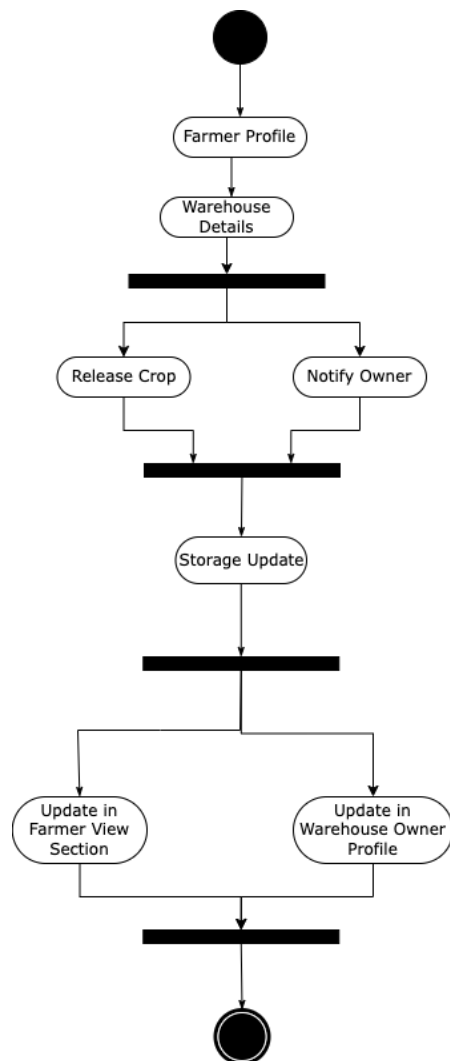 Farmer Profile
Warehouse
Details
Release Crop
Notify Owner
Storage Update
Update in
Farmer View
Section
Update in
Warehouse Owner
Profile